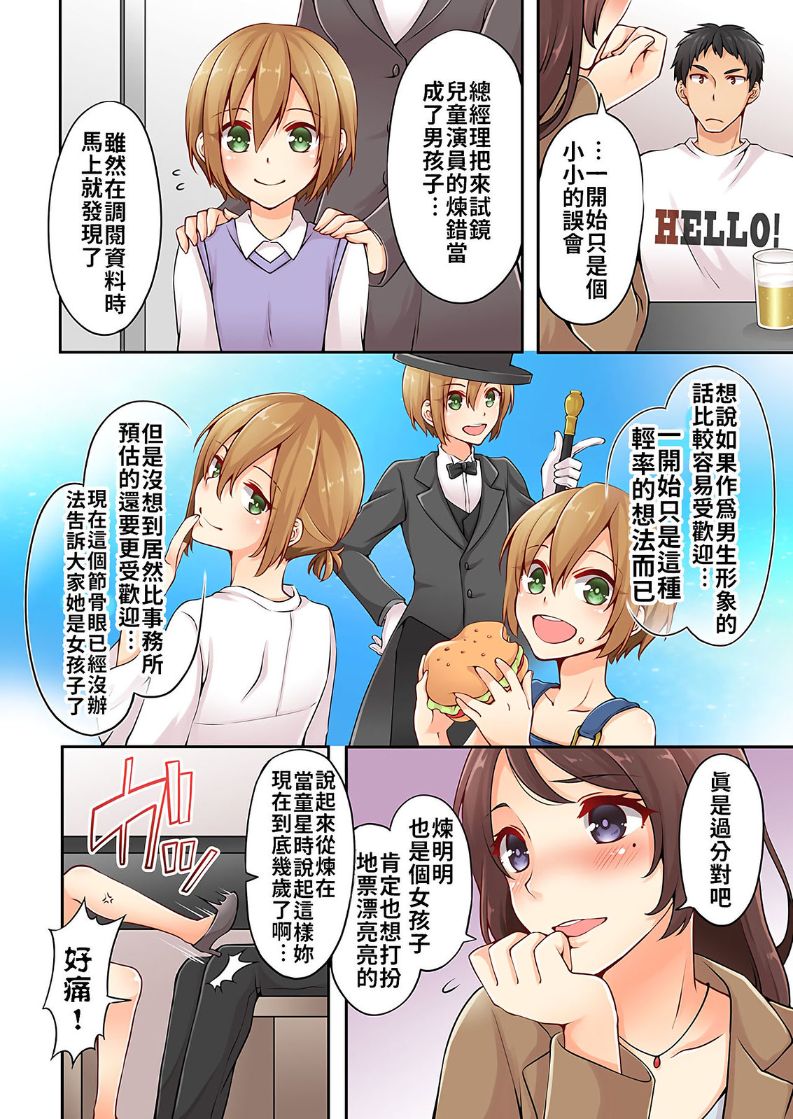 …一開始只是個
小小的誤會
HELLO!
總經理把來試鏡
兒童演員的煉錯當
成了男孩子…
雖然在調閱資料時
馬上就發現了
想說如果作爲男生形象的
話比較容易受歡迎…
一開始只是這種
輕率的想法而已
但是沒想到居然比事務所
預估的還要更受歡迎…
現在這個節骨眼已經沒辦
法告訴大家她是女孩子了
眞是過分對吧
煉明明
也是個女孩子
肯定也想打扮
地票漂亮亮的
說起來從煉在
當童星時說起這樣妳
現在到底幾歲了啊…
好痛！